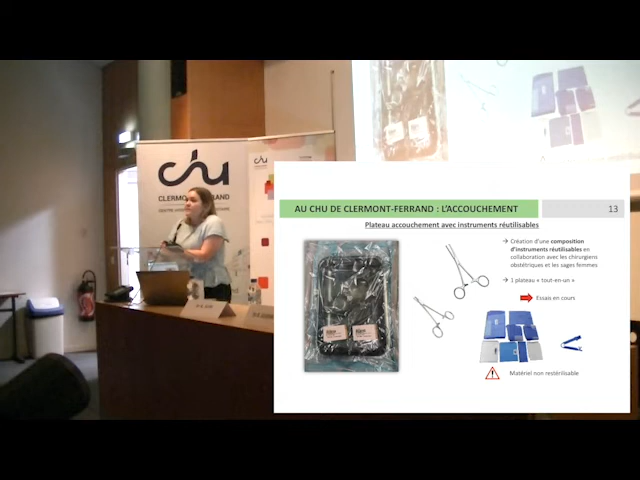 chu
CLERMONT-FERRAND
chu
AU CHU DE CLERMONT-FERRAND : L'ACCOUCHEMENT
13
Plateau accouchement avec instruments réutilisables
→ Création d'une composition
d'instruments réutilisables en
collaboration avec les chirurgiens
obstétriques et les sages femmes
→ 1 plateau « tout-en-un »
Essais en cours
Matériel non restérilisable